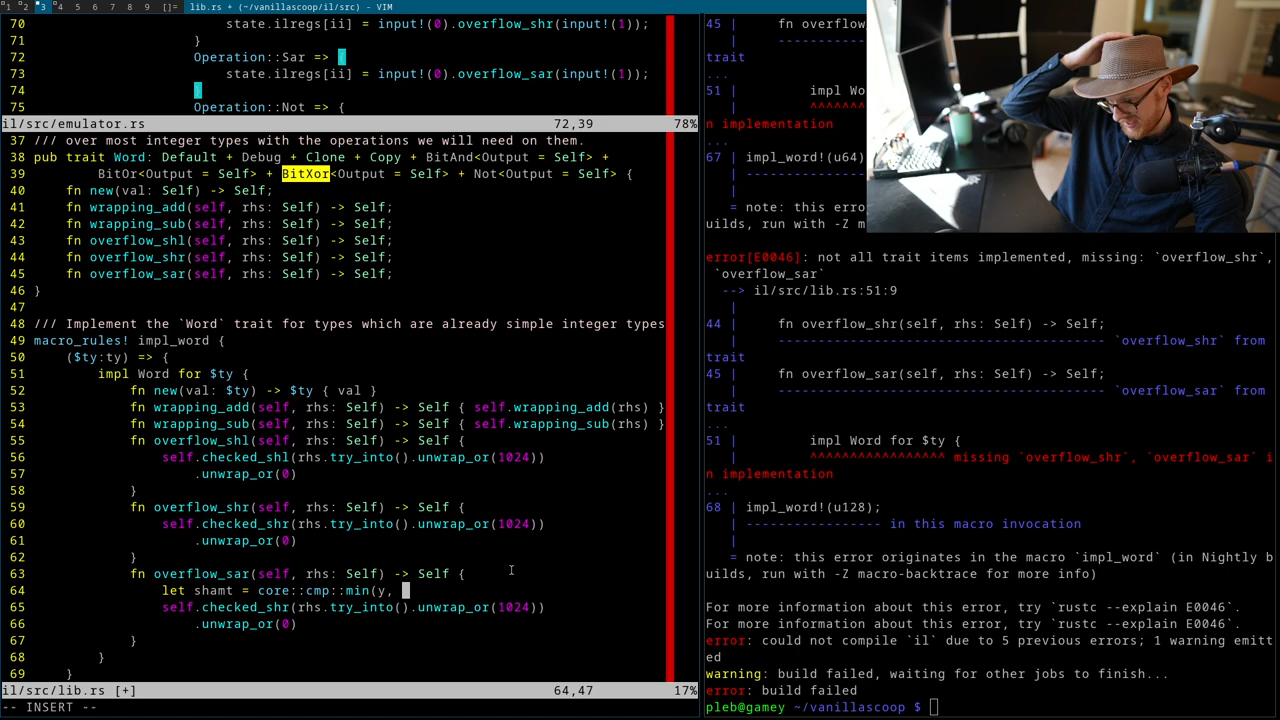 1 2 3 4 5 6 7 8 9 []= lib.rs + (~/vanillascoop/il/src) - VIM
70 state.ilregs[ii] = input!(0).overflow_shr(input!(1));
71 }
72 Operation::Sar => {
73 state.ilregs[ii] = input!(0).overflow_sar(input!(1));
74 }
75 Operation::Not => {
il/src/emulator.rs 72,39 78%
37 /// over most integer types with the operations we will need on them.
38 pub trait Word: Default + Debug + Clone + Copy + BitAnd<Output = Self> +
39 BitOr<Output = Self> + BitXor<Output = Self> + Not<Output = Self> {
40 fn new(val: Self) -> Self;
41 fn wrapping_add(self, rhs: Self) -> Self;
42 fn wrapping_sub(self, rhs: Self) -> Self;
43 fn overflow_shl(self, rhs: Self) -> Self;
44 fn overflow_shr(self, rhs: Self) -> Self;
45 fn overflow_sar(self, rhs: Self) -> Self;
46 }
47
48 /// Implement the `Word` trait for types which are already simple integer types
49 macro_rules! impl_word {
50 ($ty:ty) => {
51 impl Word for $ty {
52 fn new(val: $ty) -> $ty { val }
53 fn wrapping_add(self, rhs: Self) -> Self { self.wrapping_add(rhs) }
54 fn wrapping_sub(self, rhs: Self) -> Self { self.wrapping_sub(rhs) }
55 fn overflow_shl(self, rhs: Self) -> Self {
56 self.checked_shl(rhs.try_into().unwrap_or(1024))
57 .unwrap_or(0)
58 }
59 fn overflow_shr(self, rhs: Self) -> Self {
60 self.checked_shr(rhs.try_into().unwrap_or(1024))
61 .unwrap_or(0)
62 }
63 fn overflow_sar(self, rhs: Self) -> Self {
64 let shamt = core::cmp::min(y,
65 self.checked_shr(rhs.try_into().unwrap_or(1024))
66 .unwrap_or(0)
67 }
68 }
69 }
il/src/lib.rs [+] 64,47 17%
-- INSERT --
45 | fn overflow
| -----------
trait
...
51 | impl Wo
| ^^^^^^^
n implementation
...
67 | impl_word!(u64)
| ---------------
|
= note: this erro
uilds, run with -Z m
error[E0046]: not all trait items implemented, missing: `overflow_shr`,
`overflow_sar`
--> il/src/lib.rs:51:9
|
44 | fn overflow_shr(self, rhs: Self) -> Self;
| ----------------------------------------- `overflow_shr` from
trait
45 | fn overflow_sar(self, rhs: Self) -> Self;
| ----------------------------------------- `overflow_sar` from
trait
...
51 | impl Word for $ty {
| ^^^^^^^^^^^^^^^^^ missing `overflow_shr`, `overflow_sar` i
n implementation
...
68 | impl_word!(u128);
| ----------------- in this macro invocation
|
= note: this error originates in the macro `impl_word` (in Nightly b
uilds, run with -Z macro-backtrace for more info)
For more information about this error, try `rustc --explain E0046`.
For more information about this error, try `rustc --explain E0046`.
error: could not compile `il` due to 5 previous errors; 1 warning emitt
ed
warning: build failed, waiting for other jobs to finish...
error: build failed
pleb@gamey ~/vanillascoop $